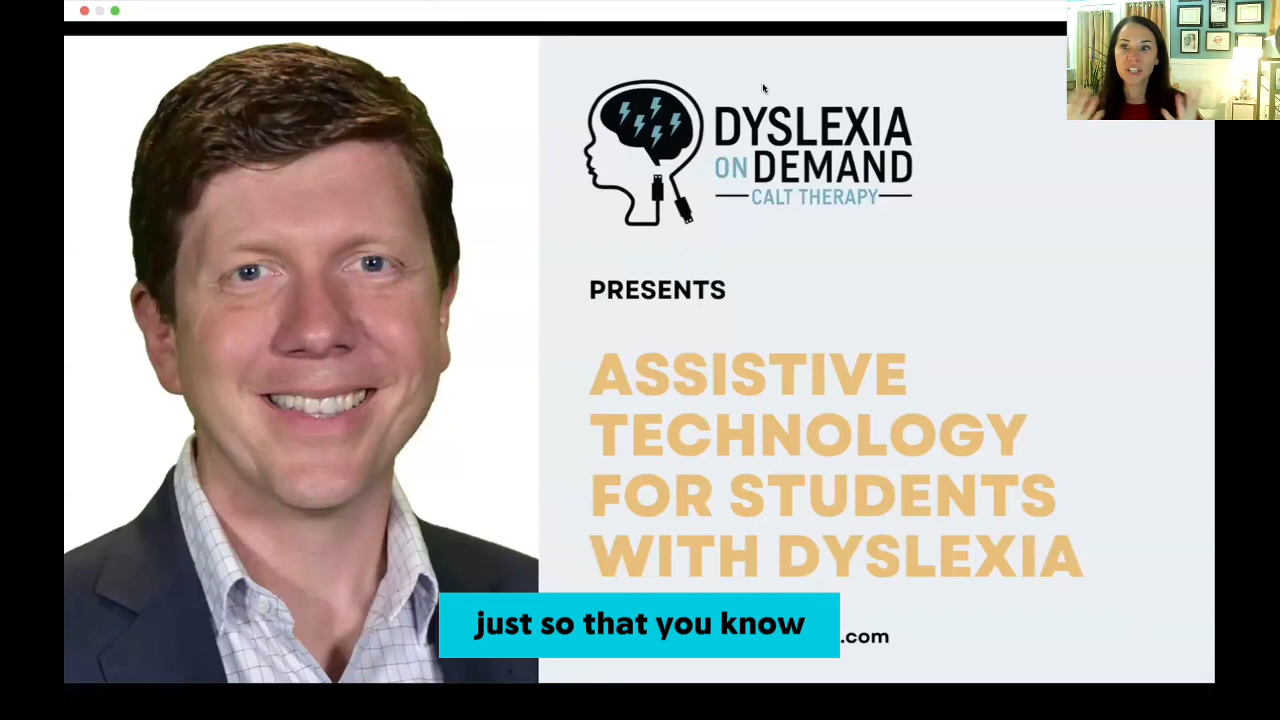 DYSLEXIA
ON DEMAND
CALT THERAPY
PRESENTS
ASSISTIVE
TECHNOLOGY
FOR STUDENTS
WITH DYSLEXIA
just so that you know
.com